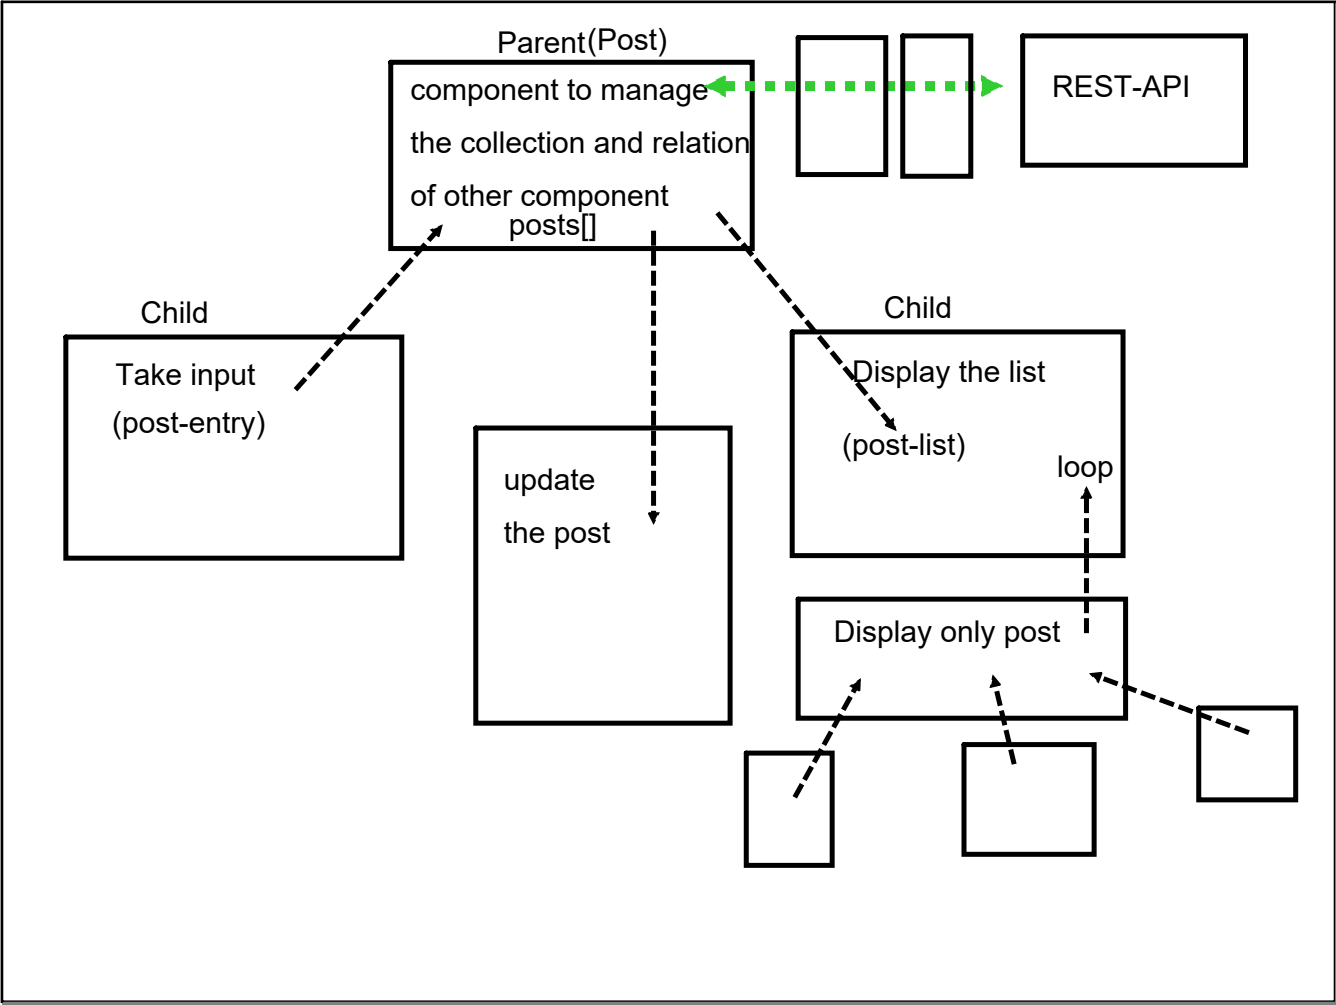 Parent(Post)
component to manage
the collection and relation
of other component
posts[]
REST-API
Child
Take input
(post-entry)
update
the post
Child
Display the list
(post-list)
loop
Display only post